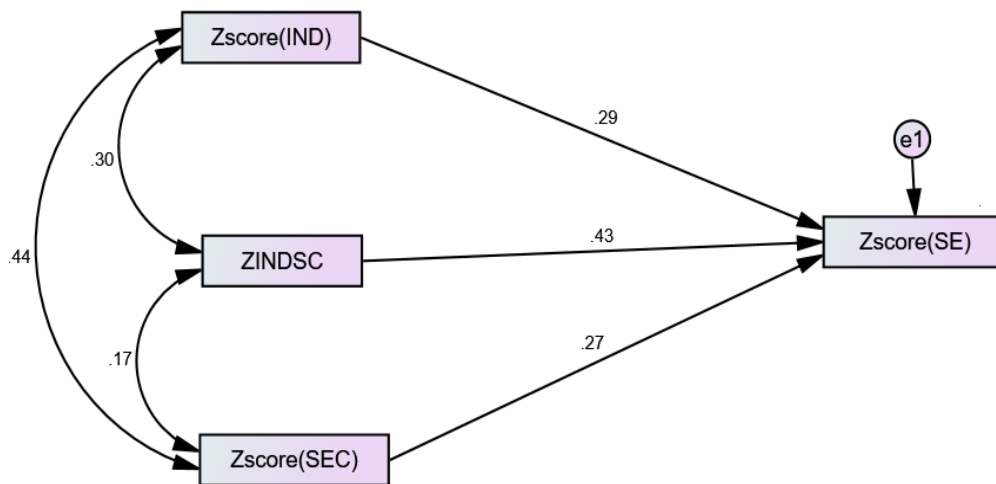 Zscore(IND)
.29
e1
.30
Zscore(SE)
.43
ZINDSC
.44
.17
.27
Zscore(SEC)